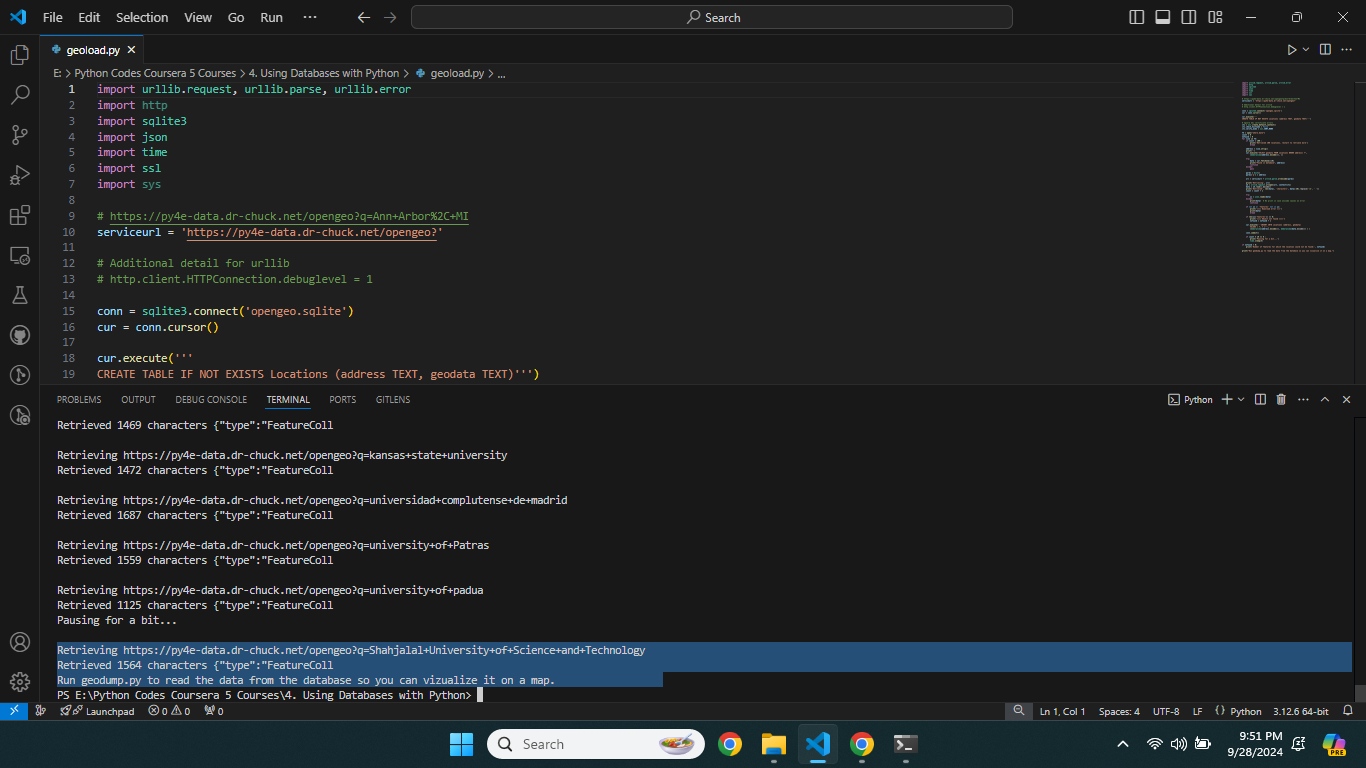 File Edit Selection View Go Run ··· Search
geoload.py
E: > Python Codes Coursera 5 Courses > 4. Using Databases with Python > geoload.py > ...
1 import urllib.request, urllib.parse, urllib.error
2 import http
3 import sqlite3
4 import json
5 import time
6 import ssl
7 import sys
8
9 # https://py4e-data.dr-chuck.net/opengeo?q=Ann+Arbor%2C+MI
10 serviceurl = 'https://py4e-data.dr-chuck.net/opengeo?'
11
12 # Additional detail for urllib
13 # http.client.HTTPConnection.debuglevel = 1
14
15 conn = sqlite3.connect('opengeo.sqlite')
16 cur = conn.cursor()
17
18 cur.execute('''
19 CREATE TABLE IF NOT EXISTS Locations (address TEXT, geodata TEXT)''')
PROBLEMS OUTPUT DEBUG CONSOLE TERMINAL PORTS GITLENS Python
Retrieved 1469 characters {"type":"FeatureColl
Retrieving https://py4e-data.dr-chuck.net/opengeo?q=kansas+state+university
Retrieved 1472 characters {"type":"FeatureColl
Retrieving https://py4e-data.dr-chuck.net/opengeo?q=universidad+complutense+de+madrid
Retrieved 1687 characters {"type":"FeatureColl
Retrieving https://py4e-data.dr-chuck.net/opengeo?q=university+of+Patras
Retrieved 1559 characters {"type":"FeatureColl
Retrieving https://py4e-data.dr-chuck.net/opengeo?q=university+of+padua
Retrieved 1125 characters {"type":"FeatureColl
Pausing for a bit...
Retrieving https://py4e-data.dr-chuck.net/opengeo?q=Shahjalal+University+of+Science+and+Technology
Retrieved 1564 characters {"type":"FeatureColl
Run geodump.py to read the data from the database so you can vizualize it on a map.
PS E:\Python Codes Coursera 5 Courses\4. Using Databases with Python>
Launchpad 0 0 0 Ln 1, Col 1 Spaces: 4 UTF-8 LF {} Python 3.12.6 64-bit
Search
9:51 PM
9/28/2024
PRE